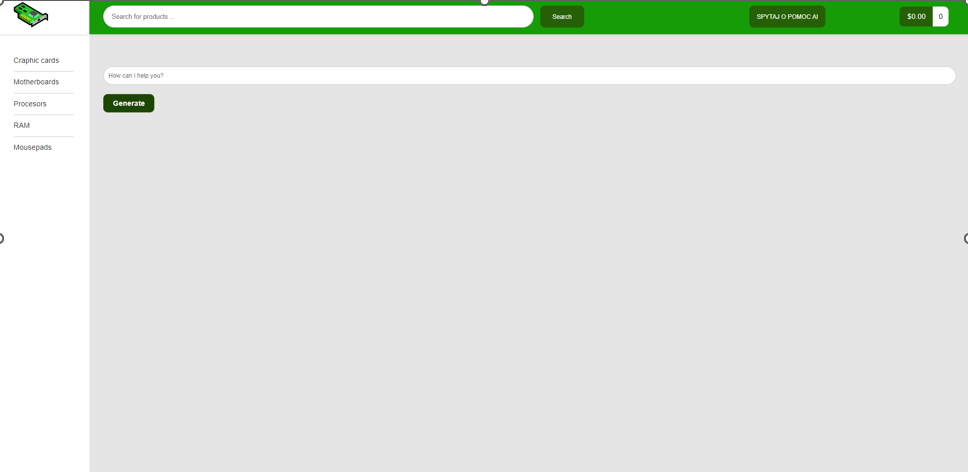 Search for products ..
Search
SPYTAJ O POMOC AI
$0.00
0
Craphic cards
Motherboards
Procesors
RAM
Mousepads
How can i help you?
Generate